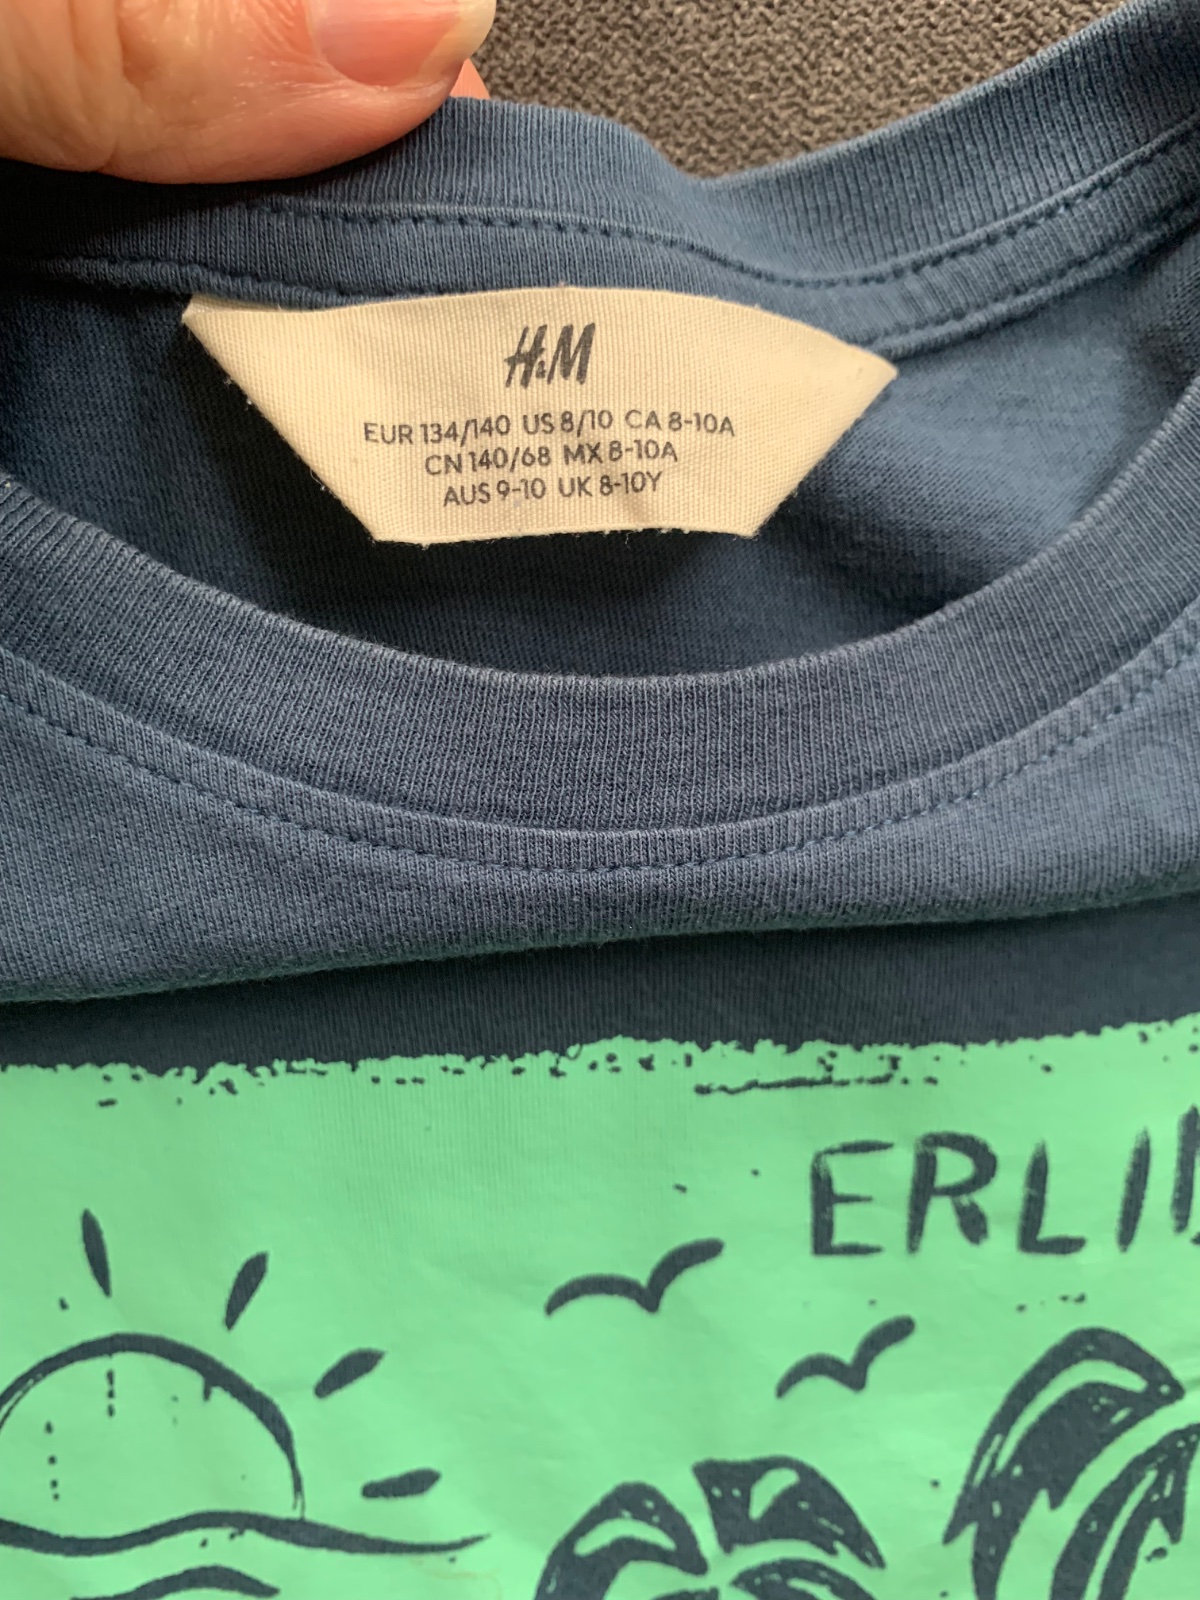 H&M
EUR 134/140 US 8/10 CA 8-10A
CN 140/68 MX 8-10A
AUS 9-10 UK 8-10Y
ERLI